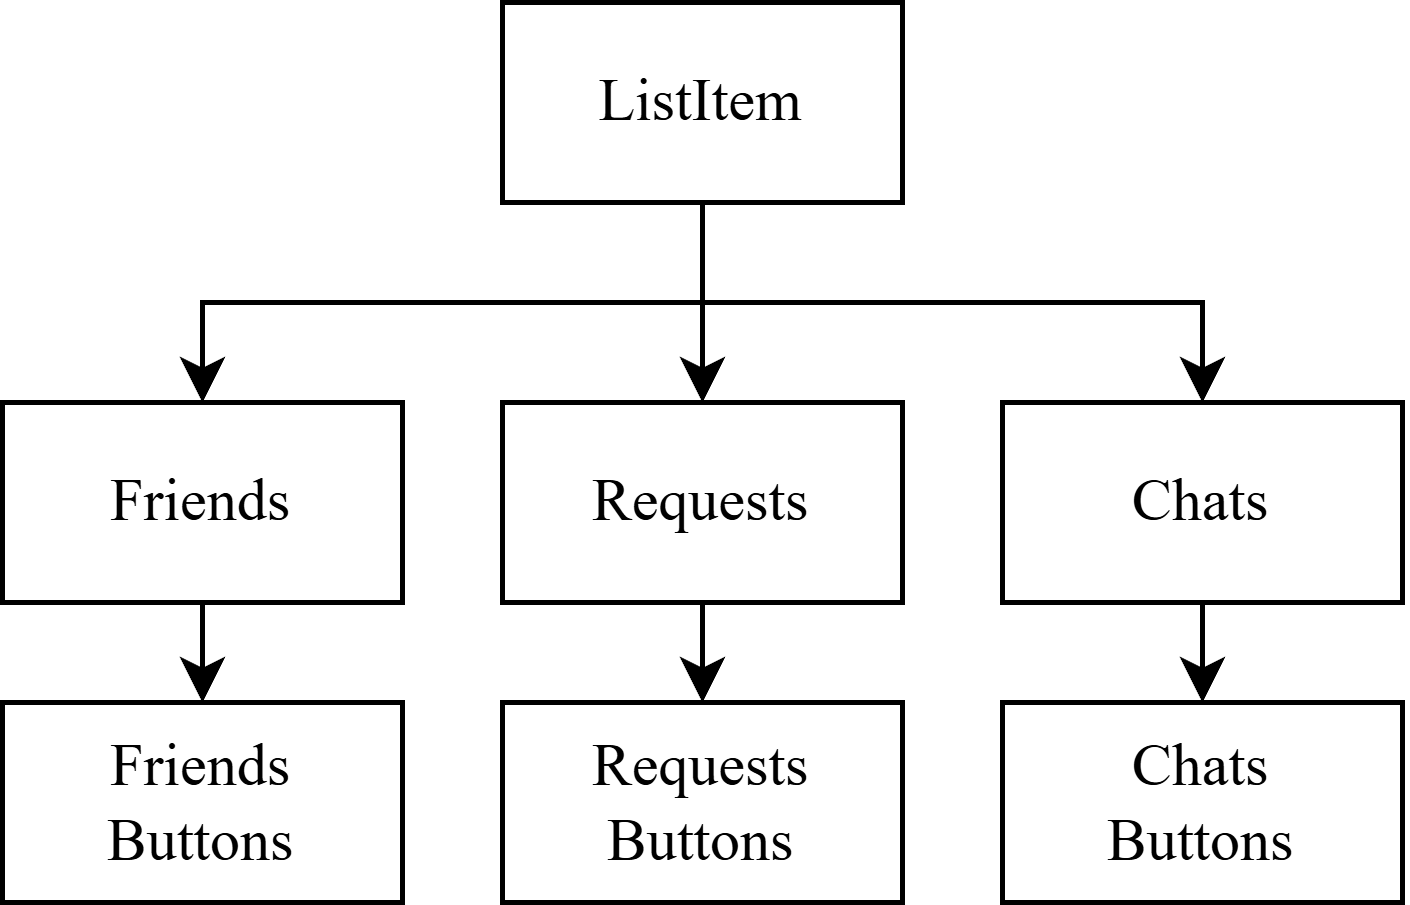 ListItem
Friends
Requests
Chats
Friends
Buttons
Requests
Buttons
Chats
Buttons